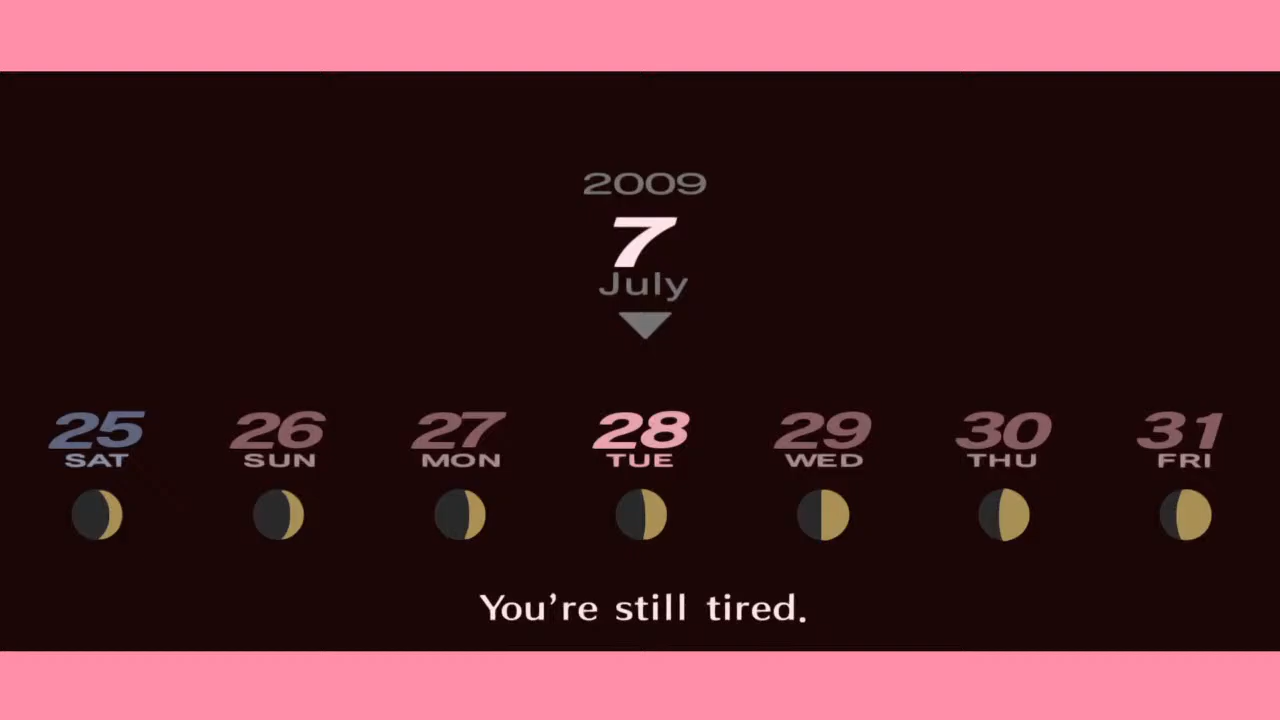 2009
7
July
25 26 27 28 29 30 31
SAT SUN MON TUE WED THU FRI
You're still tired.